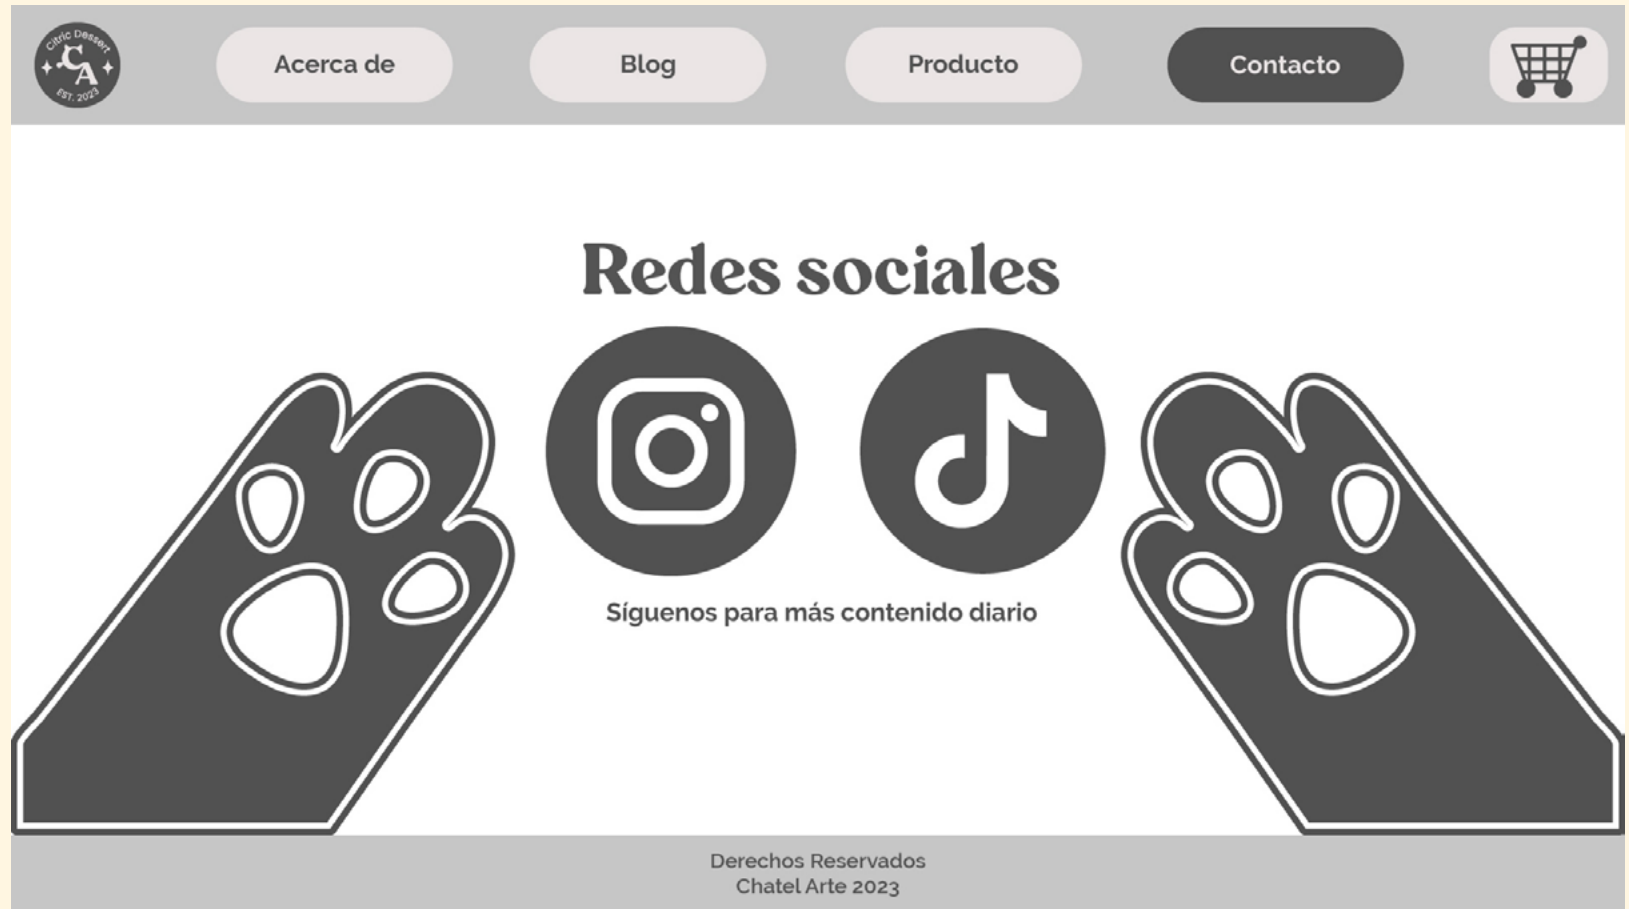 Citric Dessert
CA
EST. 2023
Acerca de
Blog
Producto
Contacto
Redes sociales
Síguenos para más contenido diario
Derechos Reservados
Chatel Arte 2023